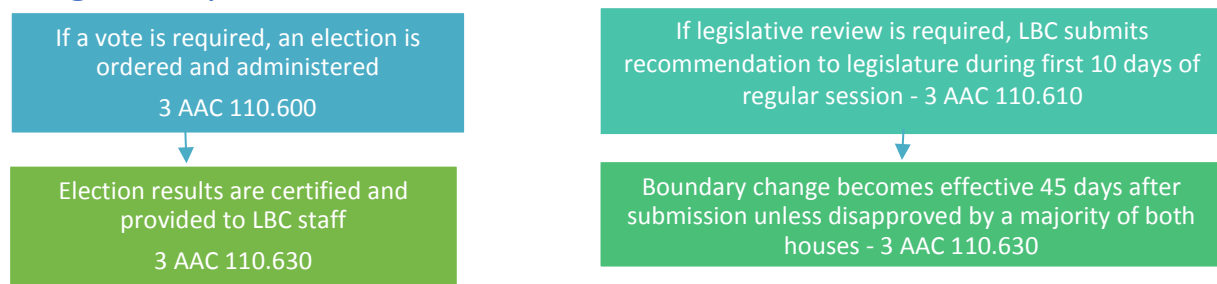 If a vote is required, an election is
ordered and administered
3 AAC 110.600
Election results are certified and
provided to LBC staff
3 AAC 110.630
If legislative review is required, LBC submits
recommendation to legislature during first 10 days of
regular session - 3 AAC 110.610
Boundary change becomes effective 45 days after
submission unless disapproved by a majority of both
houses - 3 AAC 110.630